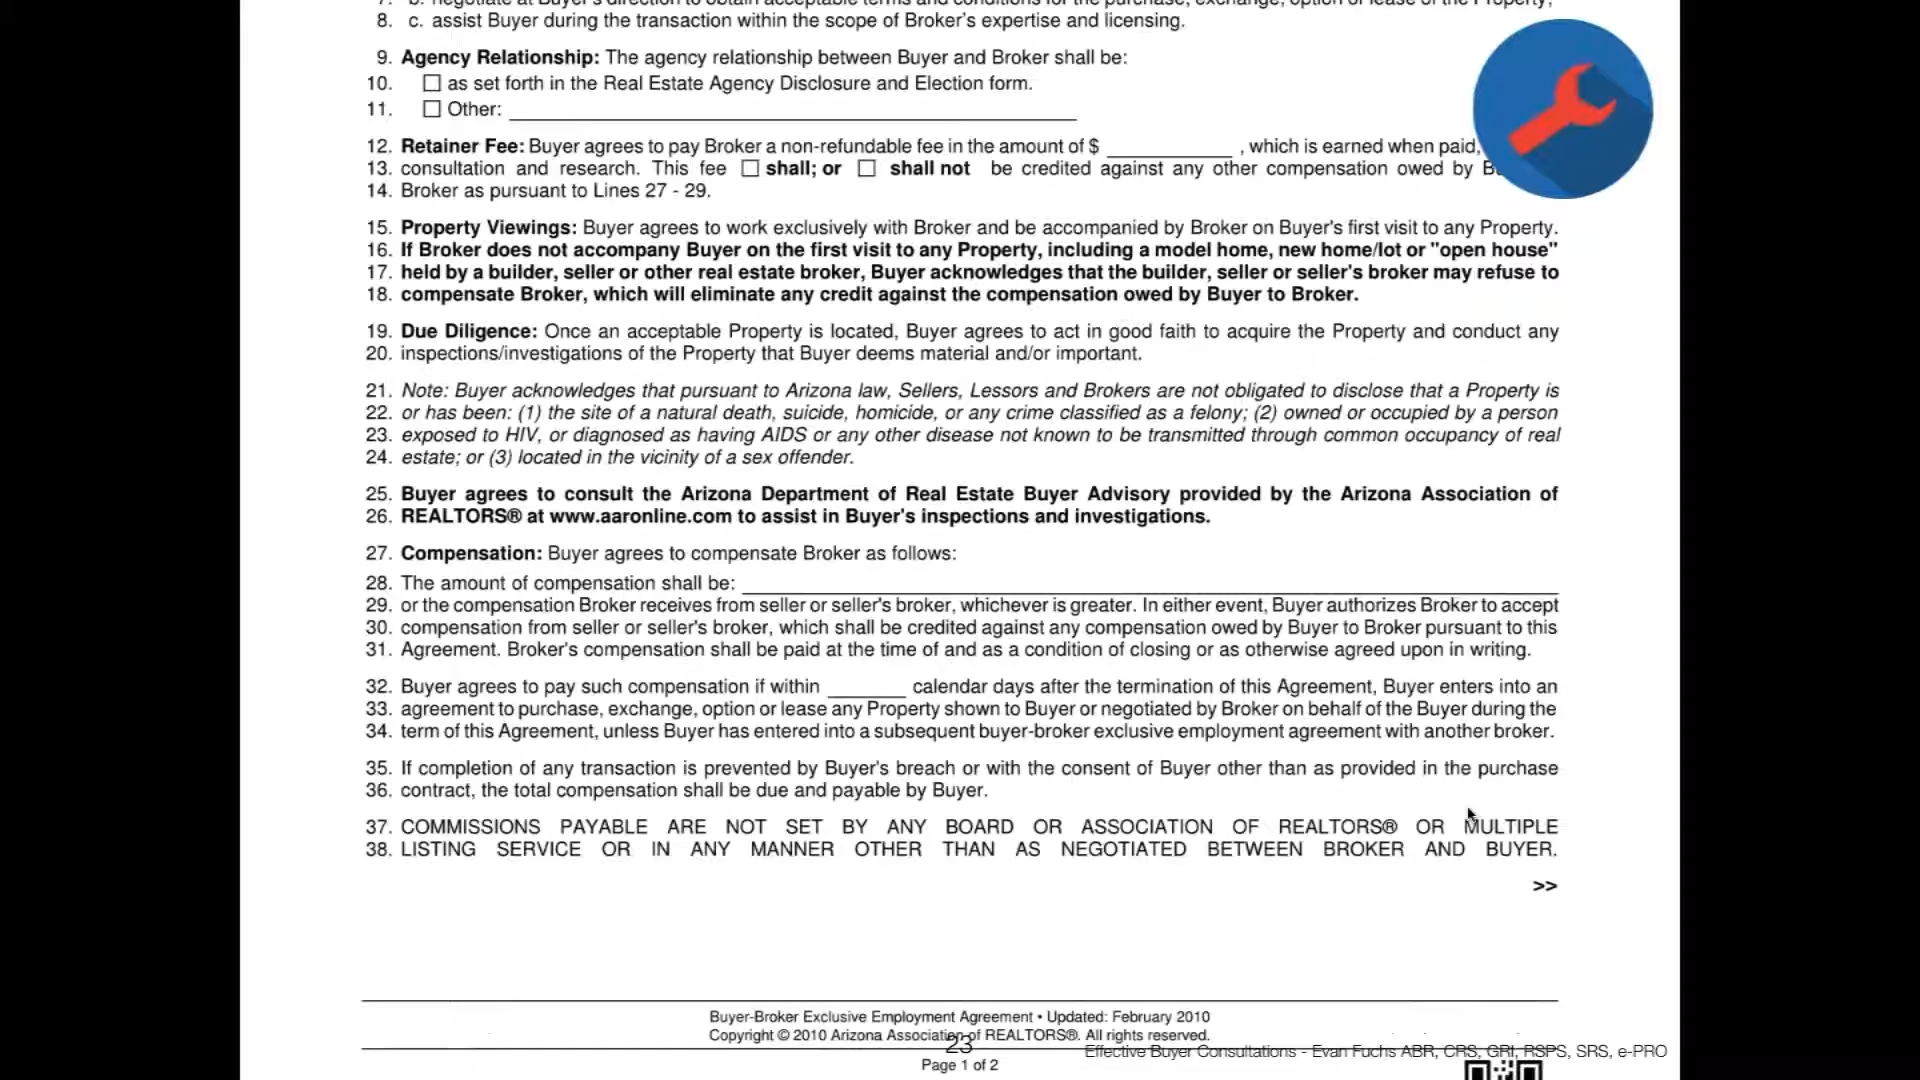 7. b. negotiate at Buyer's direction to obtain acceptable terms and conditions for the purchase, exchange, option or lease of the Property;
8. c. assist Buyer during the transaction within the scope of Broker's expertise and licensing.
9. Agency Relationship: The agency relationship between Buyer and Broker shall be:
10. ☐ as set forth in the Real Estate Agency Disclosure and Election form.
11. ☐ Other: ____________________
12. Retainer Fee: Buyer agrees to pay Broker a non-refundable fee in the amount of $ ____________ , which is earned when paid,
13. consultation and research. This fee ☐ shall; or ☐ shall not be credited against any other compensation owed by
14. Broker as pursuant to Lines 27 - 29.
15. Property Viewings: Buyer agrees to work exclusively with Broker and be accompanied by Broker on Buyer's first visit to any Property.
16. If Broker does not accompany Buyer on the first visit to any Property, including a model home, new home/lot or "open house"
17. held by a builder, seller or other real estate broker, Buyer acknowledges that the builder, seller or seller's broker may refuse to
18. compensate Broker, which will eliminate any credit against the compensation owed by Buyer to Broker.
19. Due Diligence: Once an acceptable Property is located, Buyer agrees to act in good faith to acquire the Property and conduct any
20. inspections/investigations of the Property that Buyer deems material and/or important.
21. Note: Buyer acknowledges that pursuant to Arizona law, Sellers, Lessors and Brokers are not obligated to disclose that a Property is
22. or has been: (1) the site of a natural death, suicide, homicide, or any crime classified as a felony; (2) owned or occupied by a person
23. exposed to HIV, or diagnosed as having AIDS or any other disease not known to be transmitted through common occupancy of real
24. estate; or (3) located in the vicinity of a sex offender.
25. Buyer agrees to consult the Arizona Department of Real Estate Buyer Advisory provided by the Arizona Association of
26. REALTORS® at www.aaronline.com to assist in Buyer's inspections and investigations.
27. Compensation: Buyer agrees to compensate Broker as follows:
28. The amount of compensation shall be: ____________________
29. or the compensation Broker receives from seller or seller's broker, whichever is greater. In either event, Buyer authorizes Broker to accept
30. compensation from seller or seller's broker, which shall be credited against any compensation owed by Buyer to Broker pursuant to this
31. Agreement. Broker's compensation shall be paid at the time of and as a condition of closing or as otherwise agreed upon in writing.
32. Buyer agrees to pay such compensation if within _______ calendar days after the termination of this Agreement, Buyer enters into an
33. agreement to purchase, exchange, option or lease any Property shown to Buyer or negotiated by Broker on behalf of the Buyer during the
34. term of this Agreement, unless Buyer has entered into a subsequent buyer-broker exclusive employment agreement with another broker.
35. If completion of any transaction is prevented by Buyer's breach or with the consent of Buyer other than as provided in the purchase
36. contract, the total compensation shall be due and payable by Buyer.
37. COMMISSIONS PAYABLE ARE NOT SET BY ANY BOARD OR ASSOCIATION OF REALTORS® OR MULTIPLE
38. LISTING SERVICE OR IN ANY MANNER OTHER THAN AS NEGOTIATED BETWEEN BROKER AND BUYER.
>>
Buyer-Broker Exclusive Employment Agreement • Updated: February 2010
Copyright © 2010 Arizona Association of REALTORS®. All rights reserved.
23
Effective Buyer Consultations - Evan Fuchs ABR, CRS, GRI, RSPS, SRS, e-PRO
Page 1 of 2